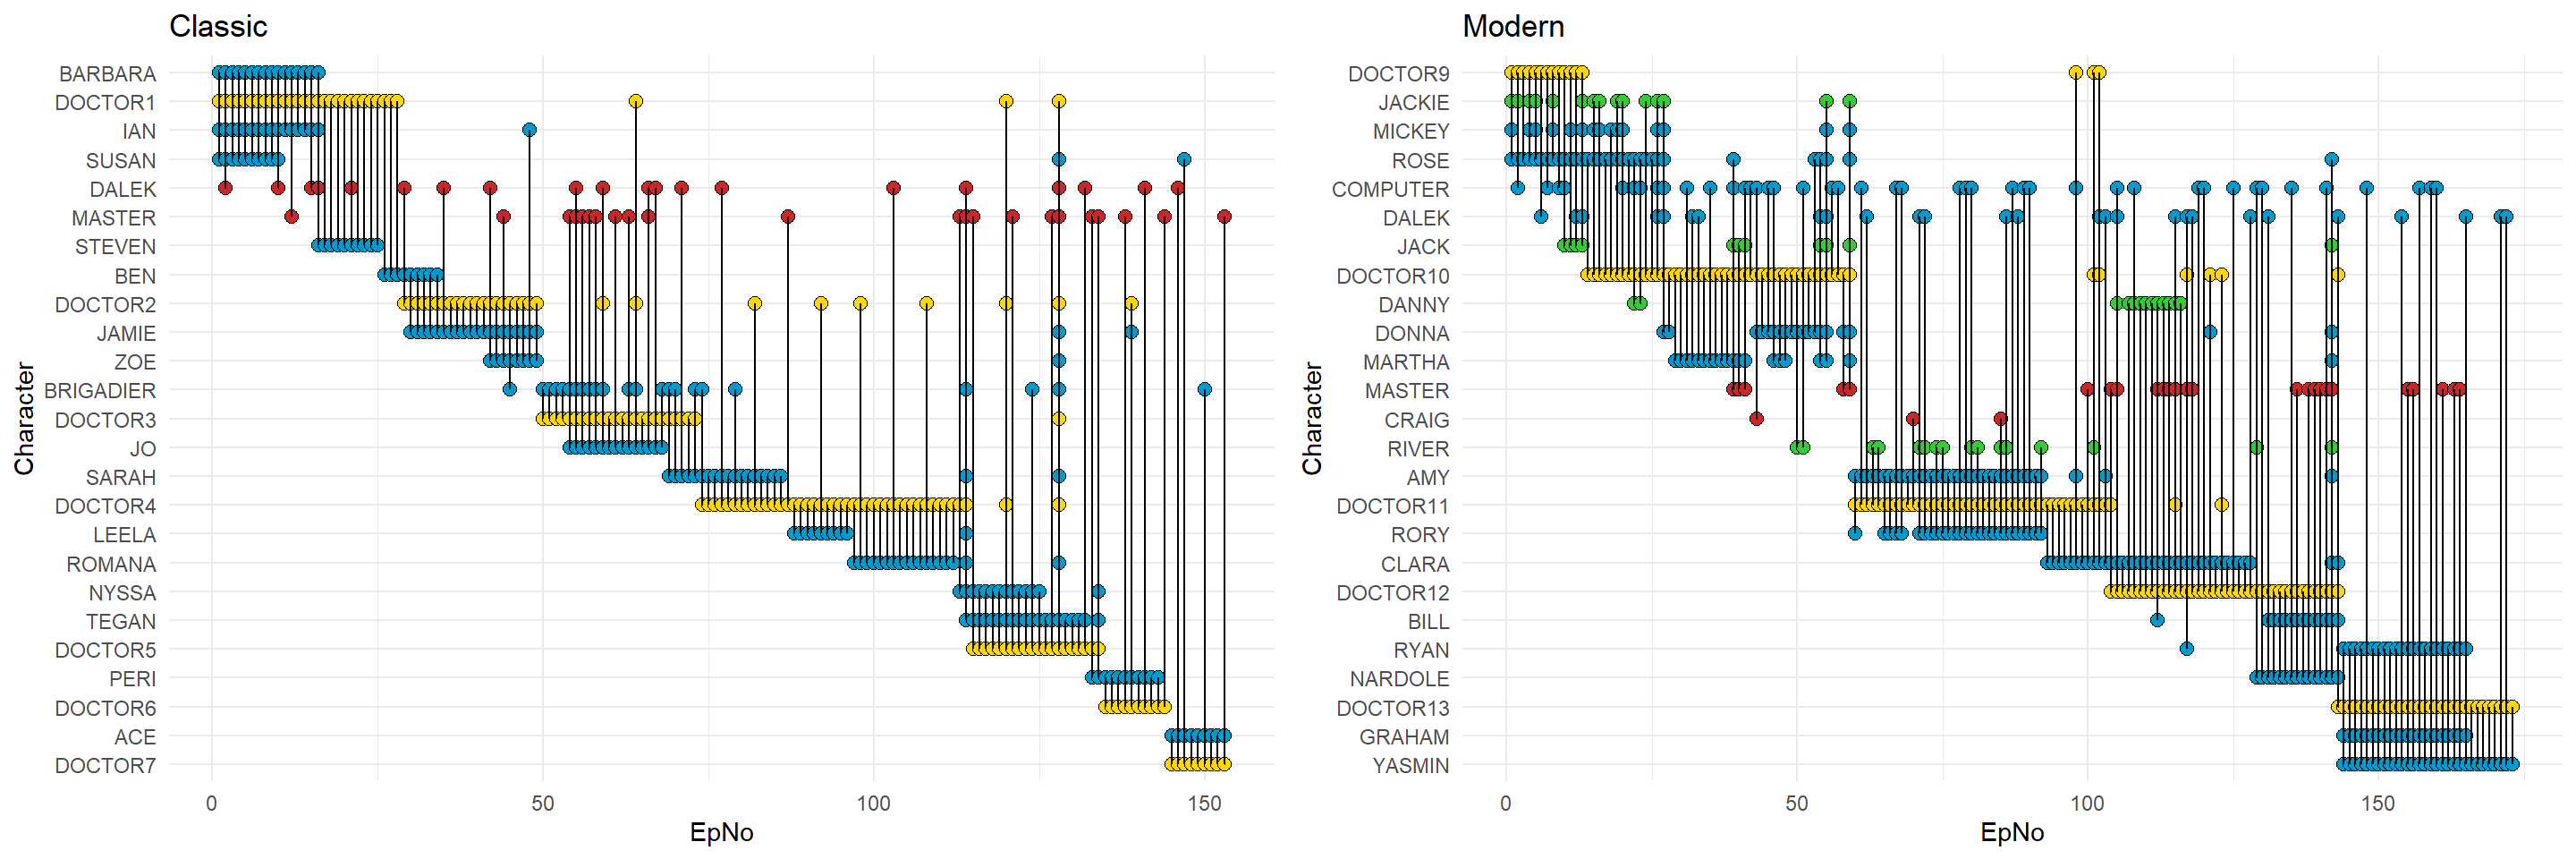 Classic
BARBARA
DOCTOR1
IAN
SUSAN
DALEK
MASTER
STEVEN
BEN
DOCTOR2
JAMIE
ZOE
BRIGADIER
DOCTOR3
JO
SARAH
DOCTOR4
LEELA
ROMANA
NYSSA
TEGAN
DOCTOR5
PERI
DOCTOR6
ACE
DOCTOR7
Character
0 50 100 150
EpNo
Modern
DOCTOR9
JACKIE
MICKEY
ROSE
COMPUTER
DALEK
JACK
DOCTOR10
DANNY
DONNA
MARTHA
MASTER
CRAIG
RIVER
AMY
DOCTOR11
RORY
CLARA
DOCTOR12
BILL
RYAN
NARDOLE
DOCTOR13
GRAHAM
YASMIN
Character
0 50 100 150
EpNo